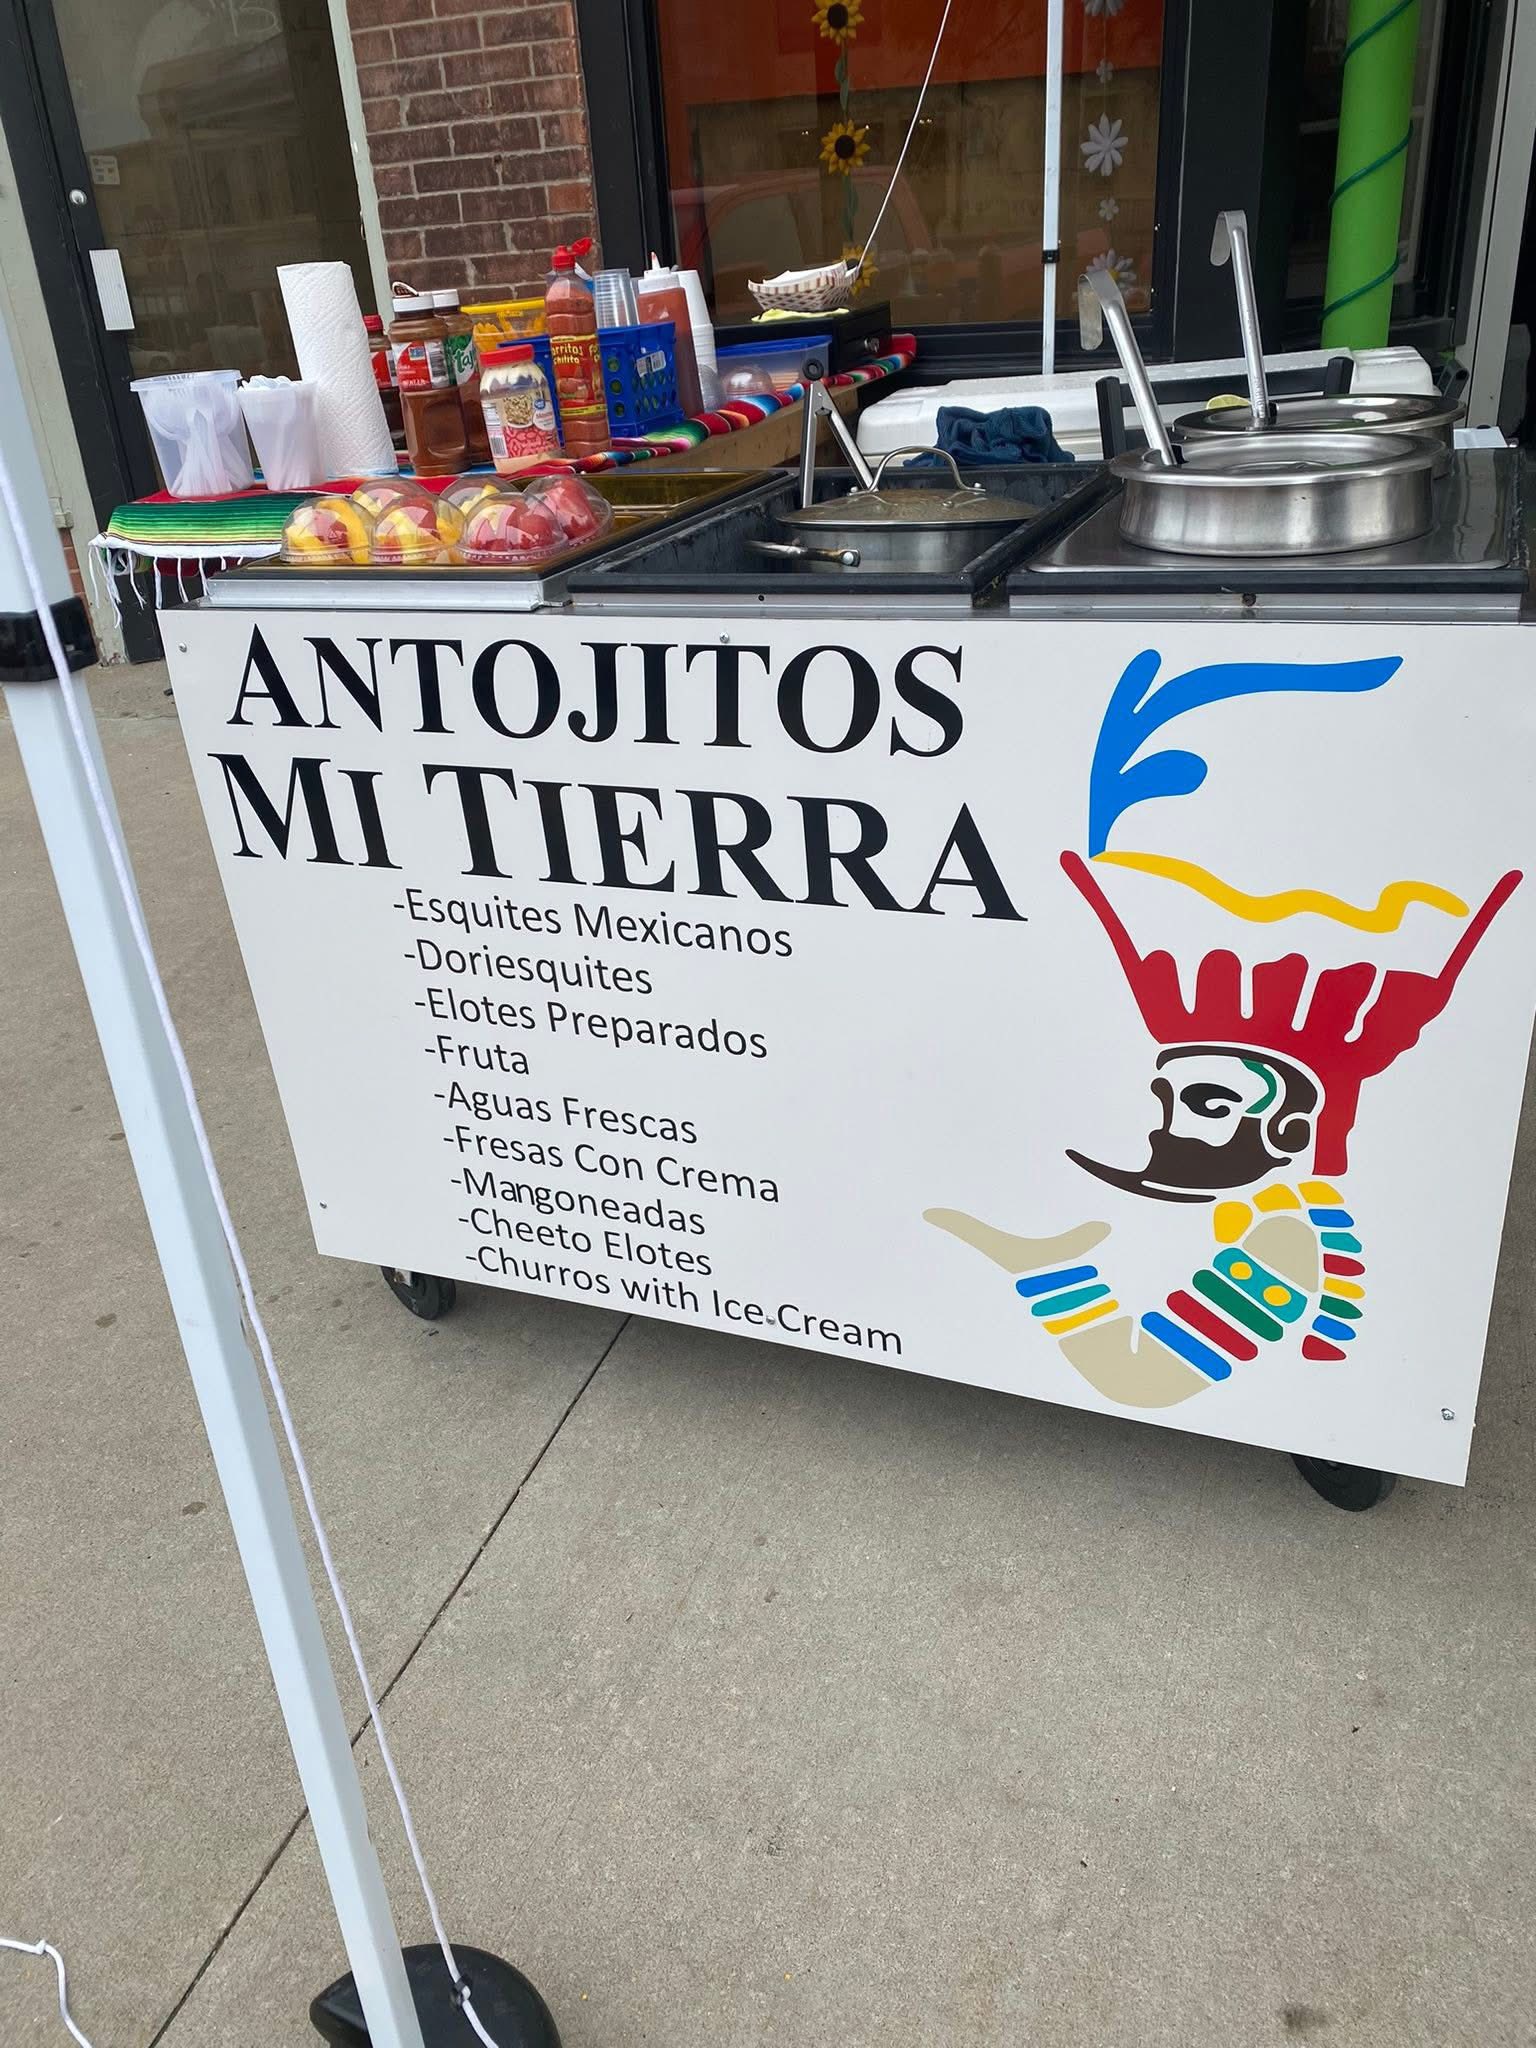 ANTOJITOS
MI TIERRA
-Esquites Mexicanos
-Doriesquites
-Elotes Preparados
-Fruta
-Aguas Frescas
-Fresas Con Crema
-Mangoneadas
-Cheeto Elotes
-Churros with Ice Cream